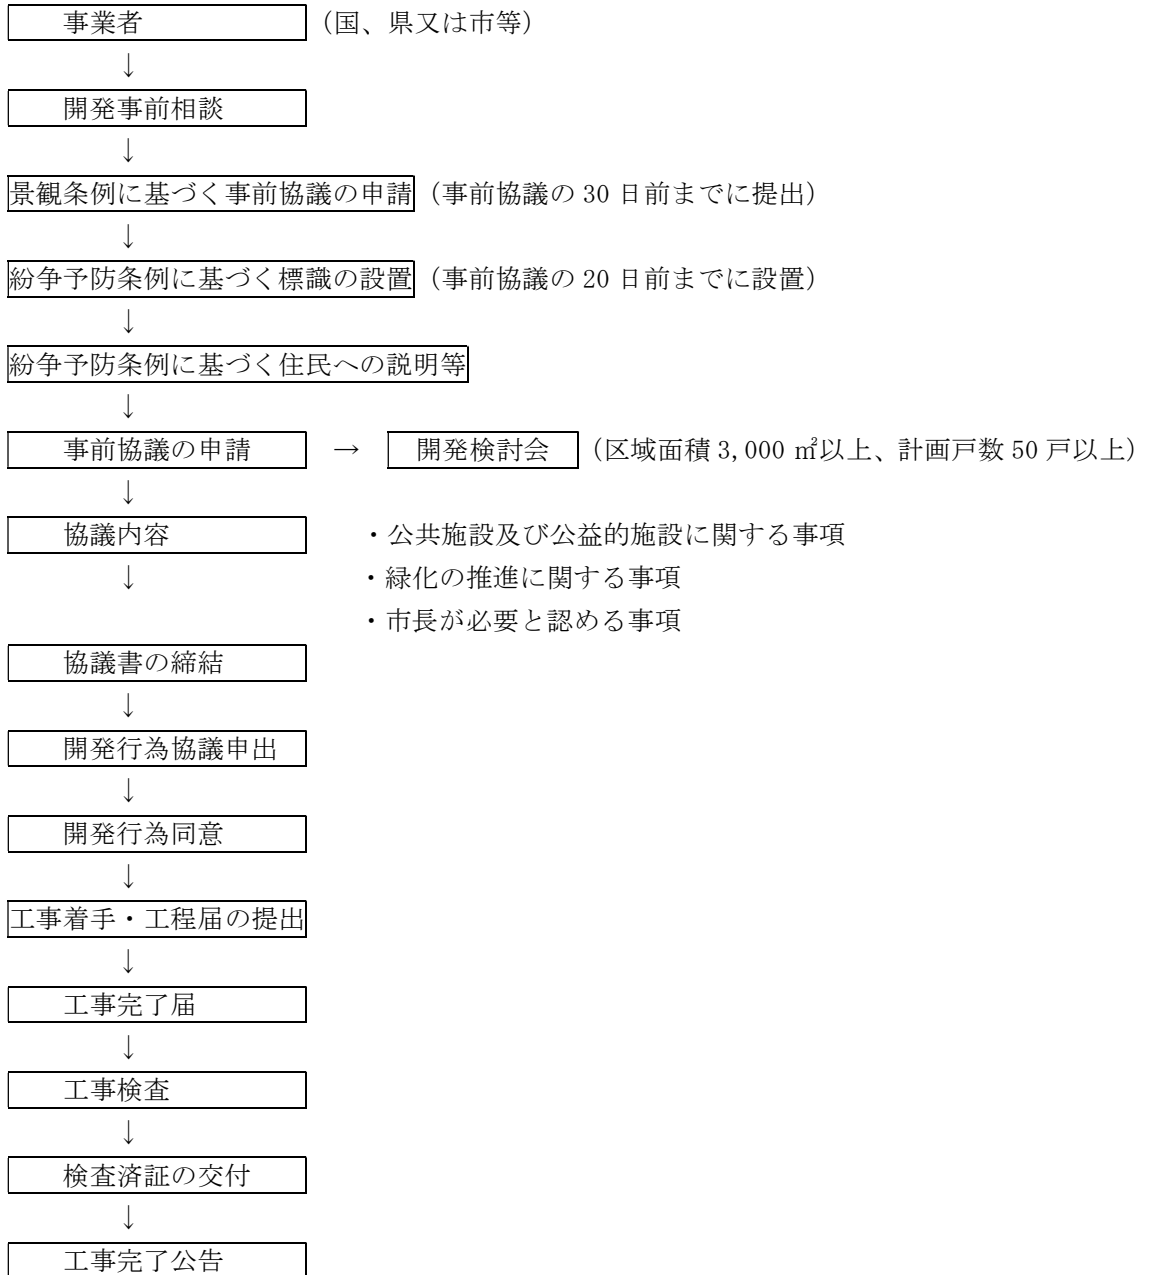 事業者 (国、県又は市等)
↓
開発事前相談
↓
景観条例に基づく事前協議の申請 (事前協議の 30 日前までに提出)
↓
紛争予防条例に基づく標識の設置 (事前協議の 20 日前までに設置)
↓
紛争予防条例に基づく住民への説明等
↓
事前協議の申請 → 開発検討会 (区域面積 3,000 ㎡以上、計画戸数 50 戸以上)
↓
協議内容 ・公共施設及び公益的施設に関する事項
↓ ・緑化の推進に関する事項
・市長が必要と認める事項
協議書の締結
↓
開発行為協議申出
↓
開発行為同意
↓
工事着手・工程届の提出
↓
工事完了届
↓
工事検査
↓
検査済証の交付
↓
工事完了公告